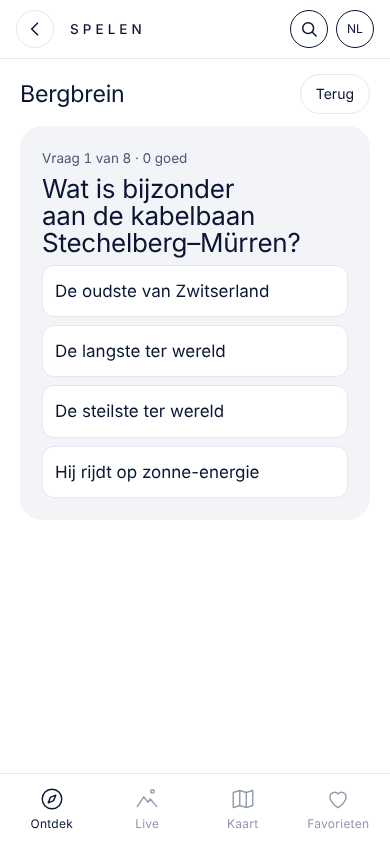 SPELEN
NL
Bergbrein
Terug
Vraag 1 van 8 · 0 goed
Wat is bijzonder
aan de kabelbaan
Stechelberg–Mürren?
De oudste van Zwitserland
De langste ter wereld
De steilste ter wereld
Hij rijdt op zonne-energie
Ontdek
Live
Kaart
Favorieten